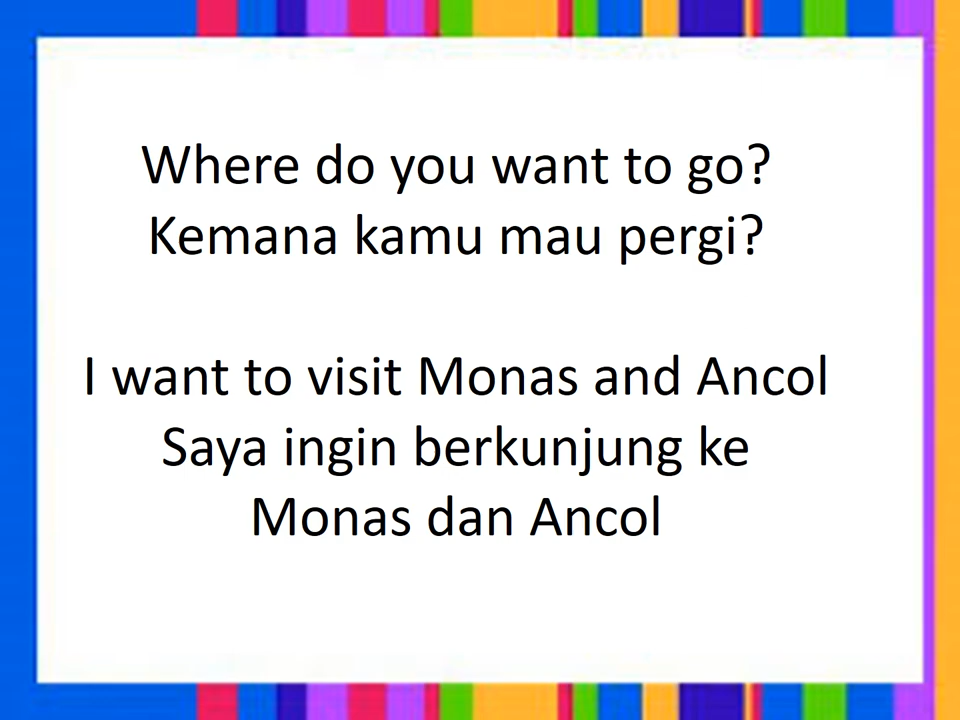 Where do you want to go?
Kemana kamu mau pergi?
I want to visit Monas and Ancol
Saya ingin berkunjung ke
Monas dan Ancol